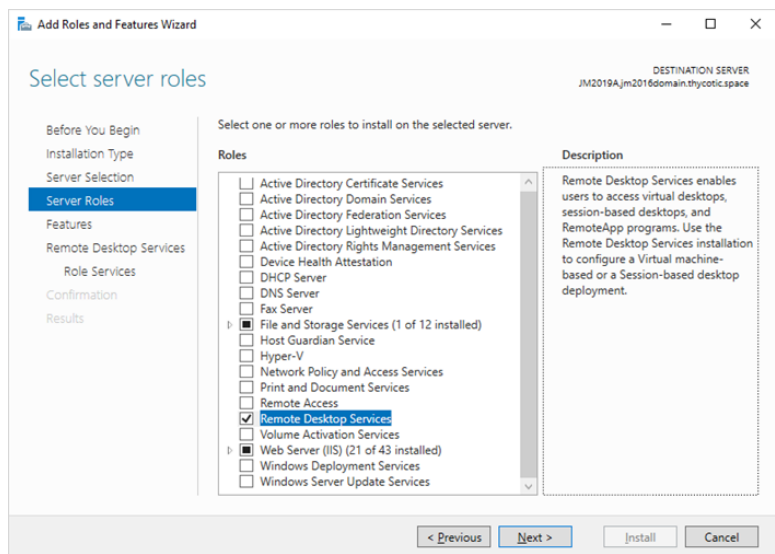 Add Roles and Features Wizard
Select server roles
DESTINATION SERVER
JM2019A.jm2016domain.thycotic.space
Before You Begin
Installation Type
Server Selection
Server Roles
Features
Remote Desktop Services
Role Services
Confirmation
Results
Select one or more roles to install on the selected server.
Roles
Active Directory Certificate Services
Active Directory Domain Services
Active Directory Federation Services
Active Directory Lightweight Directory Services
Active Directory Rights Management Services
Device Health Attestation
DHCP Server
DNS Server
Fax Server
File and Storage Services (1 of 12 installed)
Host Guardian Service
Hyper-V
Network Policy and Access Services
Print and Document Services
Remote Access
Remote Desktop Services
Volume Activation Services
Web Server (IIS) (21 of 43 installed)
Windows Deployment Services
Windows Server Update Services
Description
Remote Desktop Services enables
users to access virtual desktops,
session-based desktops, and
RemoteApp programs. Use the
Remote Desktop Services installation
to configure a Virtual machine-
based or a Session-based desktop
deployment.
< Previous
Next >
Install
Cancel